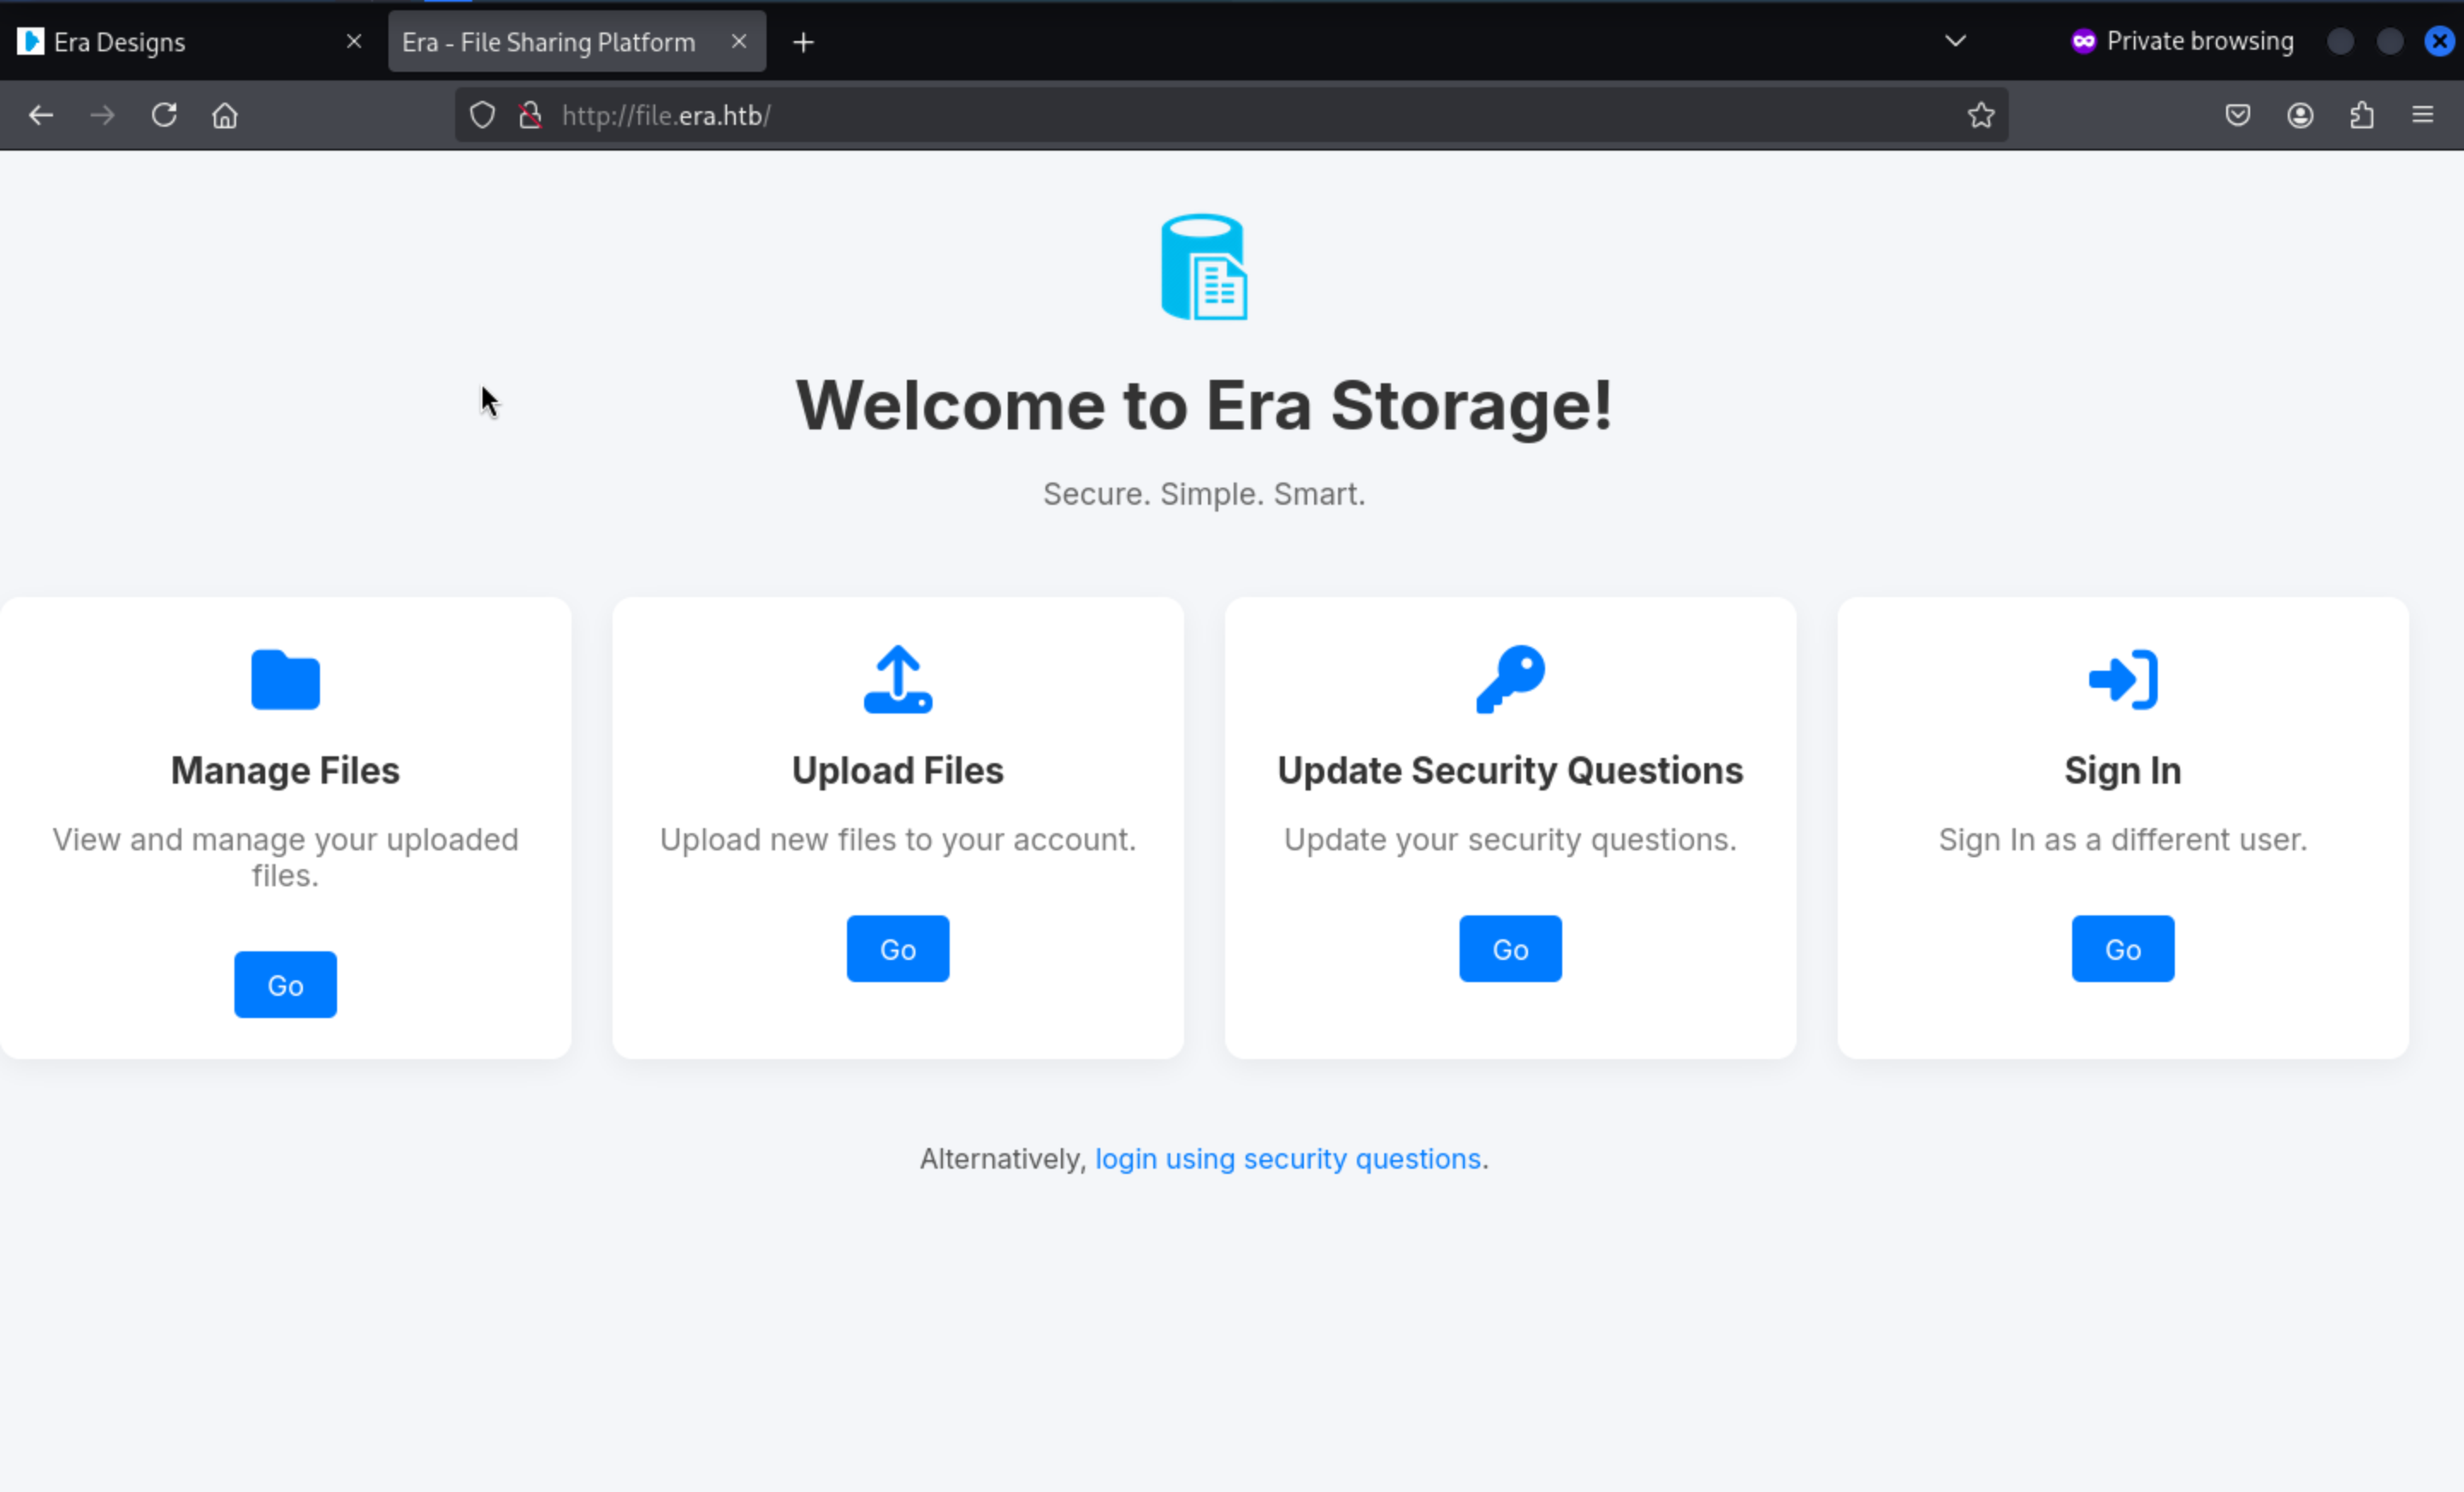 Era Designs
Era - File Sharing Platform
Private browsing
http://file.era.htb/
Welcome to Era Storage!
Secure. Simple. Smart.
Manage Files
View and manage your uploaded
files.
Go
Upload Files
Upload new files to your account.
Go
Update Security Questions
Update your security questions.
Go
Sign In
Sign In as a different user.
Go
Alternatively, login using security questions.